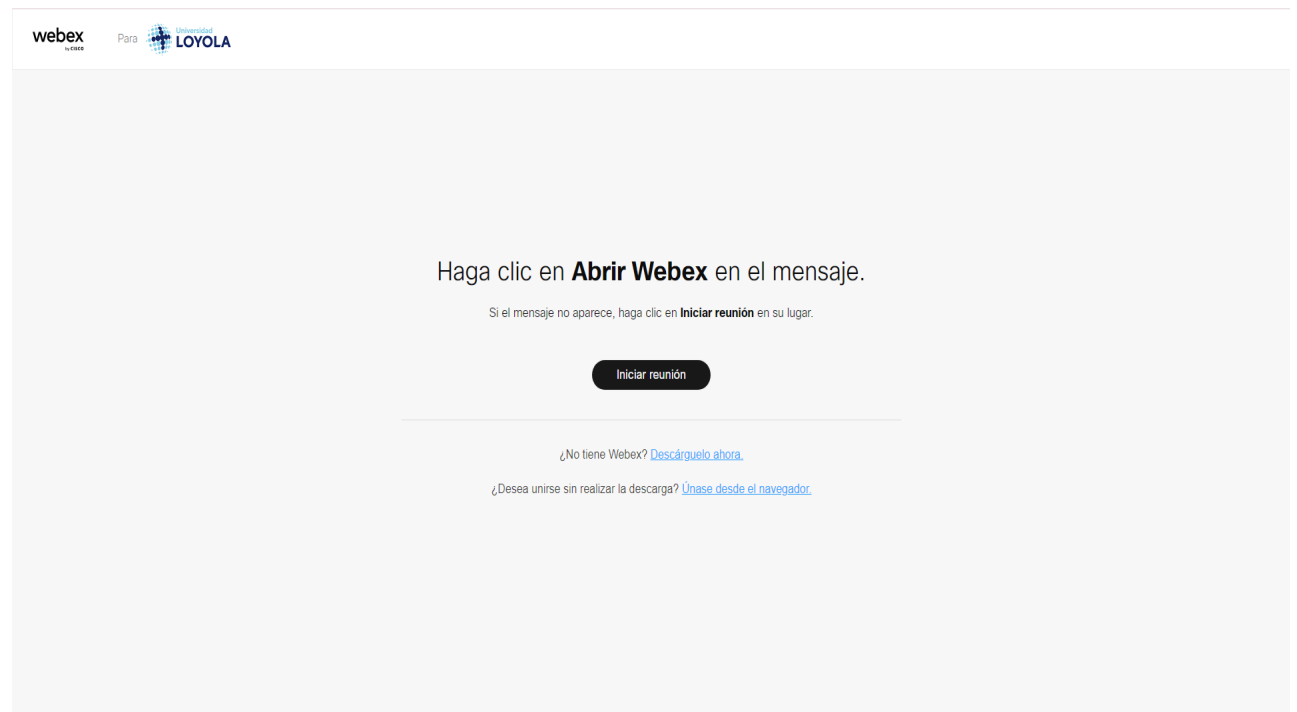 webex
by CISCO
Para
Universidad
LOYOLA
Haga clic en Abrir Webex en el mensaje.
Si el mensaje no aparece, haga clic en Iniciar reunión en su lugar.
Iniciar reunión
¿No tiene Webex? Descárguelo ahora.
¿Desea unirse sin realizar la descarga? Únase desde el navegador.